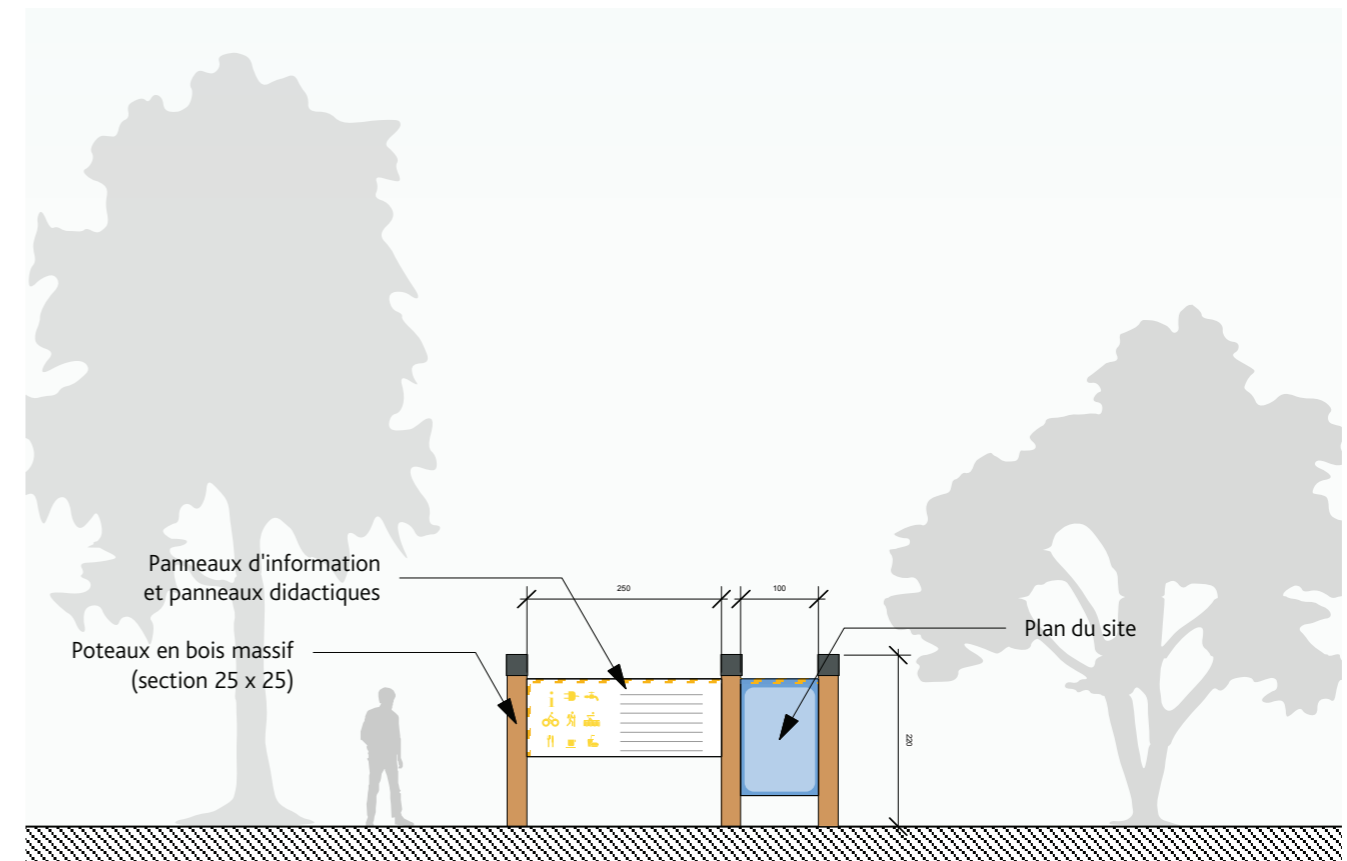 Panneaux d'information
et panneaux didactiques
250
100
Plan du site
Poteaux en bois massif
(section 25 x 25)
220